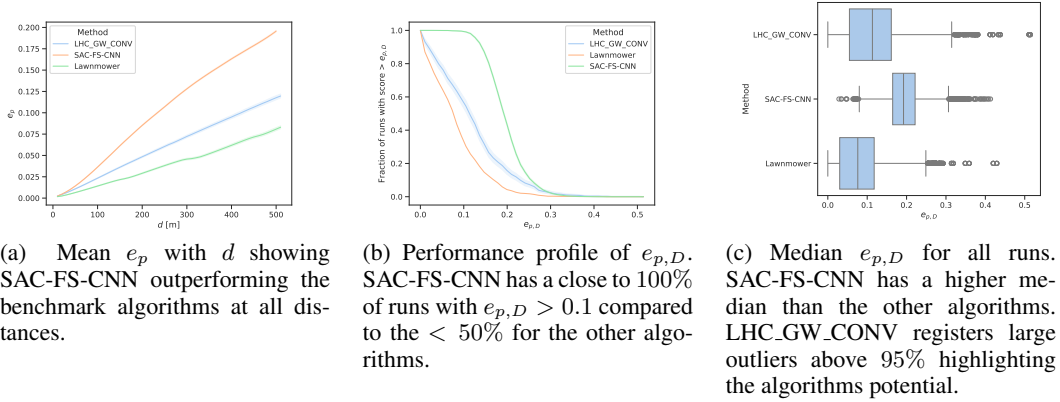 0.200
0.175
0.150
0.125
0.100
0.075
0.050
0.025
0.000
e_p
Method
LHC_GW_CONV
SAC-FS-CNN
Lawnmower
0 100 200 300 400 500
d [m]
(a) Mean e_p with d showing
SAC-FS-CNN outperforming the
benchmark algorithms at all dis-
tances.
1.0
0.8
0.6
0.4
0.2
0.0
Fraction of runs with score > e_{p,D}
Method
LHC_GW_CONV
Lawnmower
SAC-FS-CNN
0.0 0.1 0.2 0.3 0.4 0.5
e_{p,D}
(b) Performance profile of e_{p,D}.
SAC-FS-CNN has a close to 100%
of runs with e_{p,D} > 0.1 compared
to the < 50% for the other algo-
rithms.
Method
LHC_GW_CONV
SAC-FS-CNN
Lawnmower
0.0 0.1 0.2 0.3 0.4 0.5
e_{p,D}
(c) Median e_{p,D} for all runs.
SAC-FS-CNN has a higher me-
dian than the other algorithms.
LHC_GW_CONV registers large
outliers above 95% highlighting
the algorithms potential.